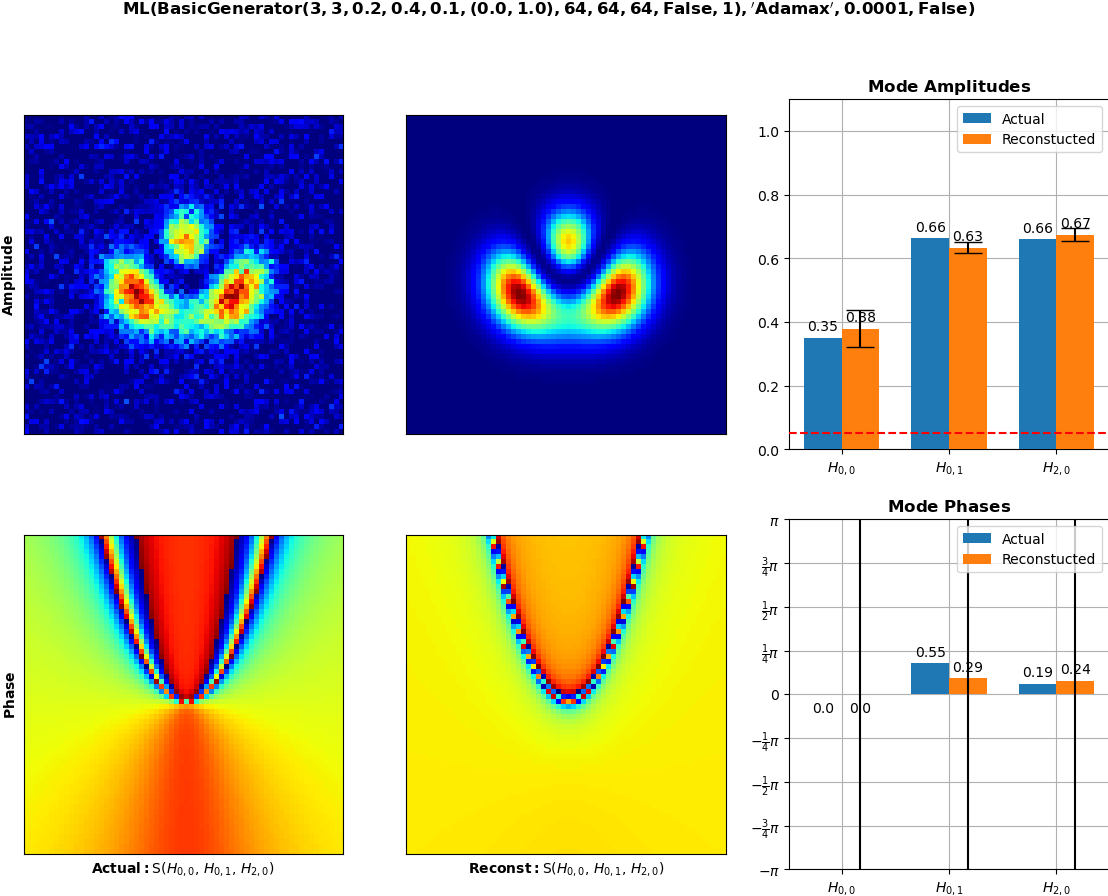 ML(BasicGenerator(3, 3, 0.2, 0.4, 0.1, (0.0, 1.0), 64, 64, 64, False, 1), ′Adamax′, 0.0001, False)
Amplitude
Mode Amplitudes
Actual
Reconstucted
1.0
0.8
0.6
0.4
0.2
0.0
0.35
0.38
0.66
0.63
0.66
0.67
H₀,₀
H₀,₁
H₂,₀
Phase
Actual: S(H₀,₀, H₀,₁, H₂,₀)
Reconst: S(H₀,₀, H₀,₁, H₂,₀)
Mode Phases
Actual
Reconstucted
π
3/4π
1/2π
1/4π
0
−1/4π
−1/2π
−3/4π
−π
0.0
0.0
0.55
0.29
0.19
0.24
H₀,₀
H₀,₁
H₂,₀